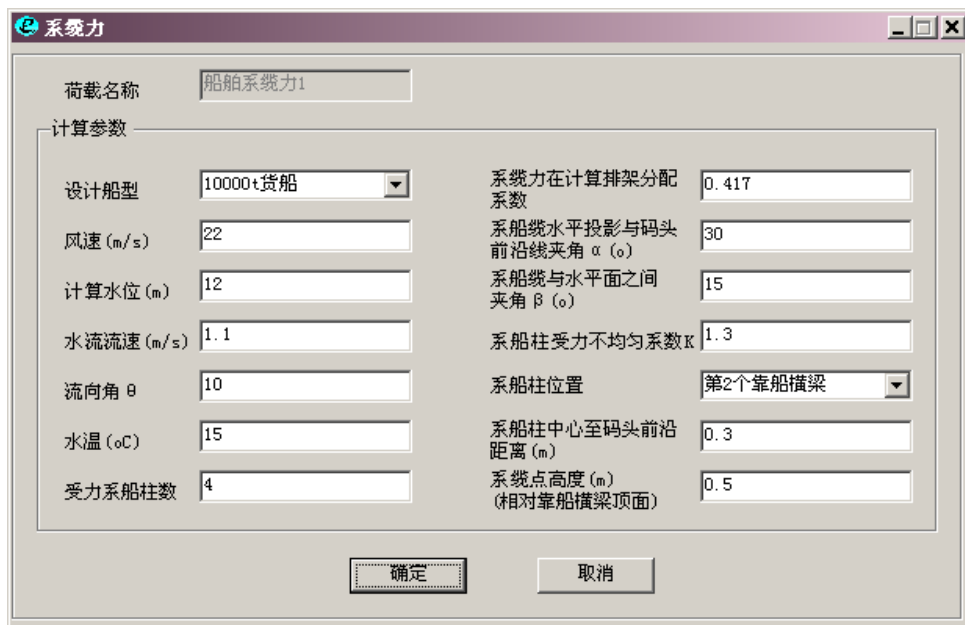 系缆力
荷载名称
船舶系缆力1
计算参数
设计船型
10000t货船
风速(m/s)
22
计算水位(m)
12
水流流速(m/s)
1.1
流向角θ
10
水温(oC)
15
受力系船柱数
4
系缆力在计算排架分配
系数
0.417
系船缆水平投影与码头
前沿线夹角α(o)
30
系船缆与水平面之间
夹角β(o)
15
系船柱受力不均匀系数K
1.3
系船柱位置
第2个靠船横梁
系船柱中心至码头前沿
距离(m)
0.3
系缆点高度(m)
(相对靠船横梁顶面)
0.5
确定
取消